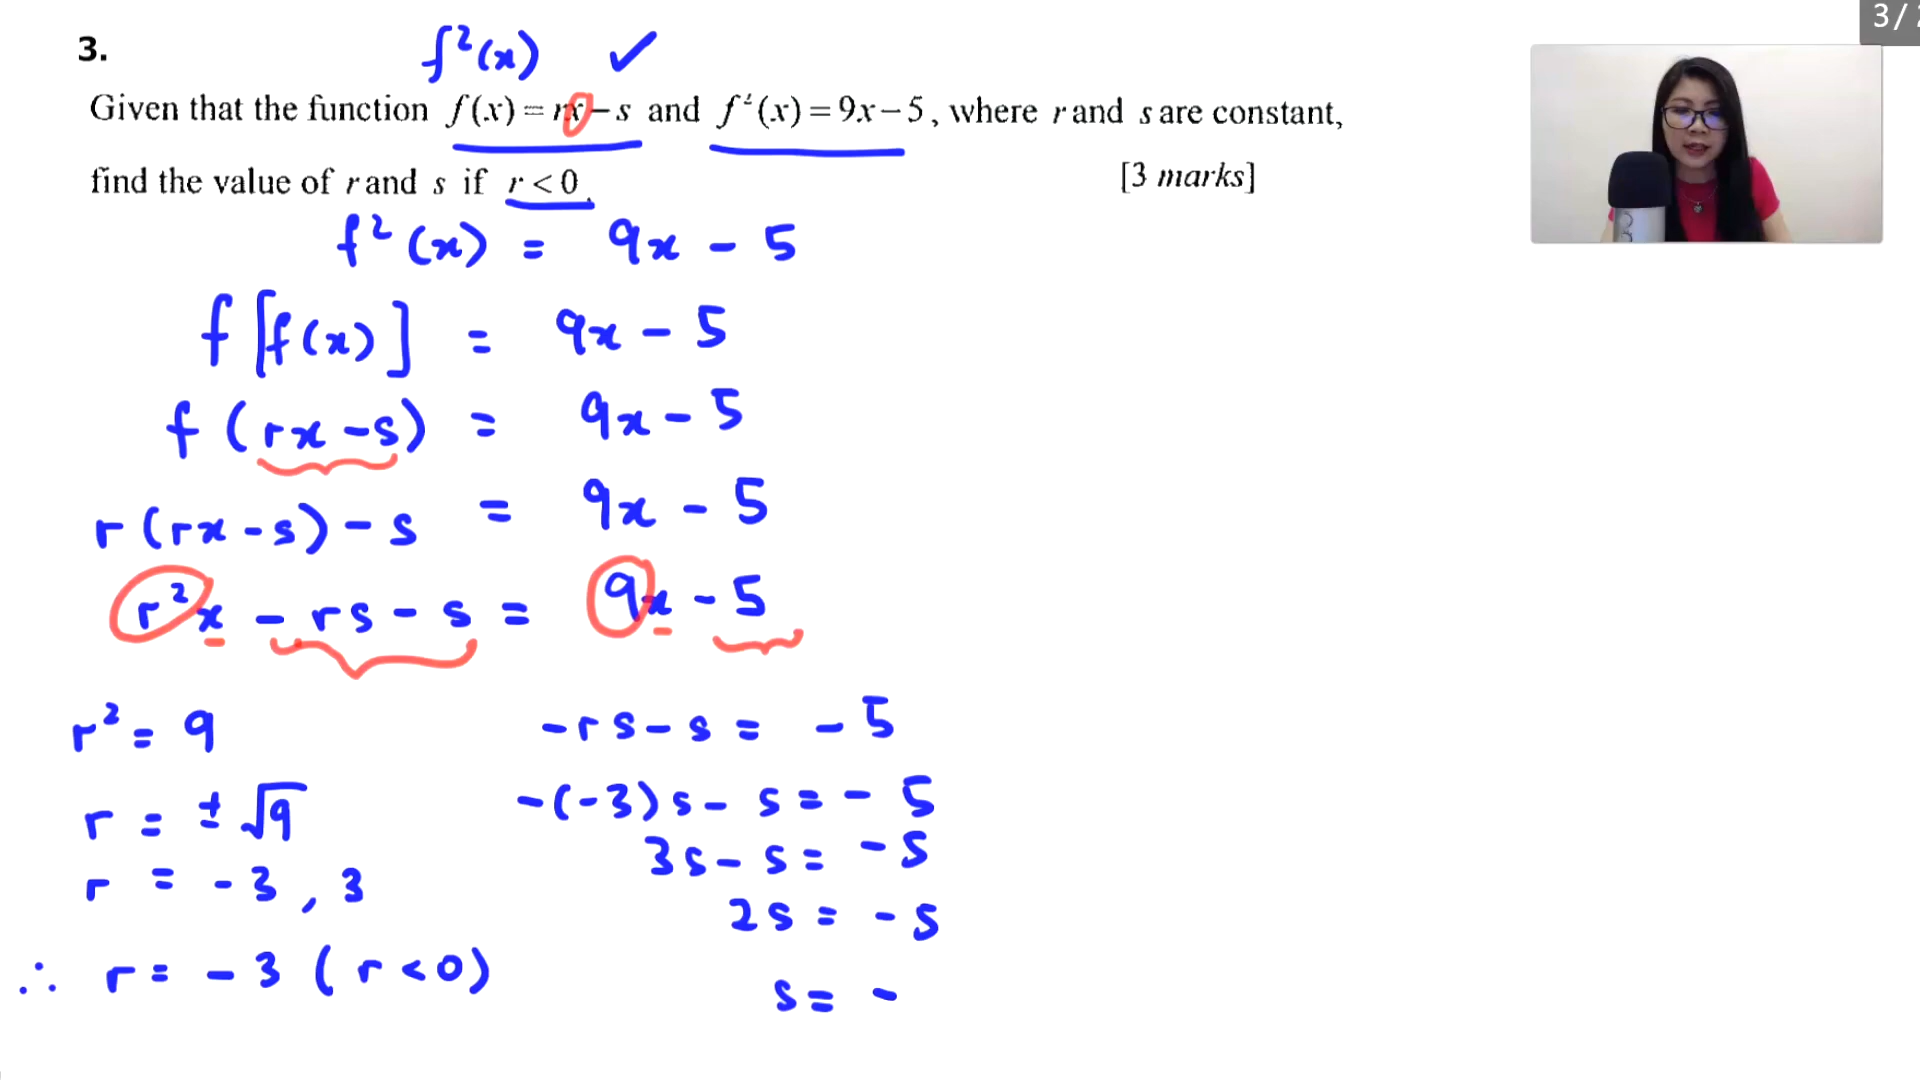 3/
3.
f²(x) ✓
Given that the function f(x) = rx − s and f²(x) = 9x − 5, where r and s are constant,
find the value of r and s if r < 0. [3 marks]
f²(x) = 9x − 5
f[f(x)] = 9x − 5
f(rx − s) = 9x − 5
r(rx − s) − s = 9x − 5
r²x − rs − s = 9x − 5
r² = 9
r = ± √9
r = −3, 3
∴ r = −3 (r < 0)
−rs − s = −5
−(−3)s − s = −5
3s − s = −5
2s = −5
s = −